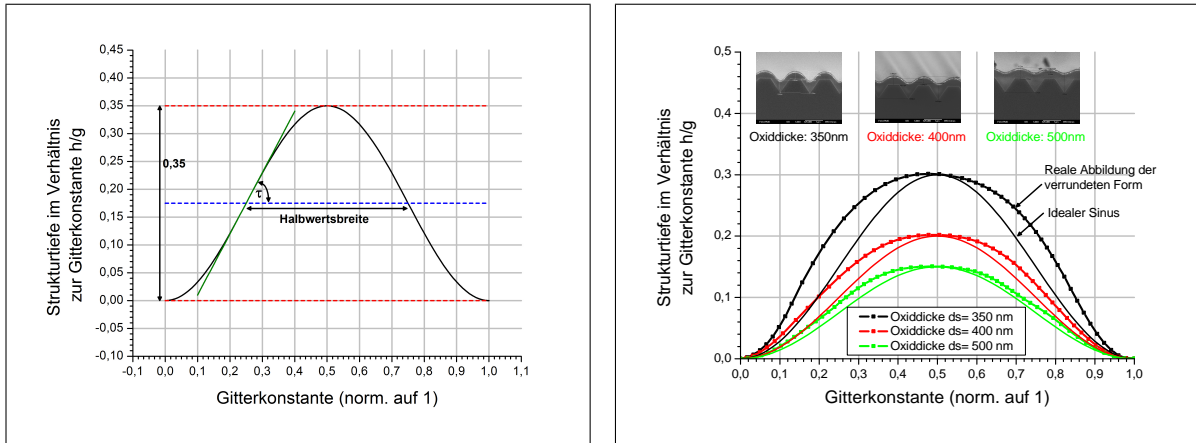 0,45
0,40
0,35
0,30
0,25
0,20
0,15
0,10
0,05
0,00
-0,05
-0,10
Strukturtiefe im Verhältnis
zur Gitterkonstante h/g
0,35
τ
Halbwertsbreite
-0,1 0,0 0,1 0,2 0,3 0,4 0,5 0,6 0,7 0,8 0,9 1,0 1,1
Gitterkonstante (norm. auf 1)
0,5
0,4
0,3
0,2
0,1
0,0
Strukturtiefe im Verhältnis
zur Gitterkonstante h/g
Oxiddicke: 350nm Oxiddicke: 400nm Oxiddicke: 500nm
Reale Abbildung der
verrundeten Form
Idealer Sinus
Oxiddicke ds= 350 nm
Oxiddicke ds= 400 nm
Oxiddicke ds= 500 nm
0,0 0,1 0,2 0,3 0,4 0,5 0,6 0,7 0,8 0,9 1,0
Gitterkonstante (norm. auf 1)